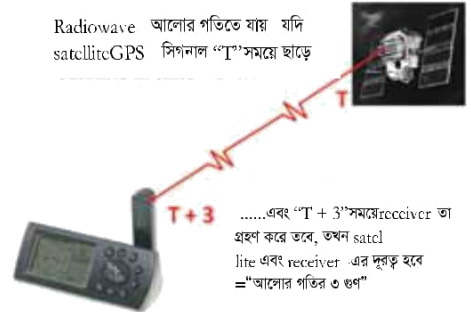 Radiowave আলোর গতিতে যায় যদি
satelliteGPS সিগনাল “T”সময়ে ছাড়ে
T
T + 3
......এবং “T + 3”সময়েreceiver তা
গ্রহণ করে তবে, তখন satel
lite এবং receiver -এর দূরত্ব হবে
=“আলোর গতির ৩ গুণ”